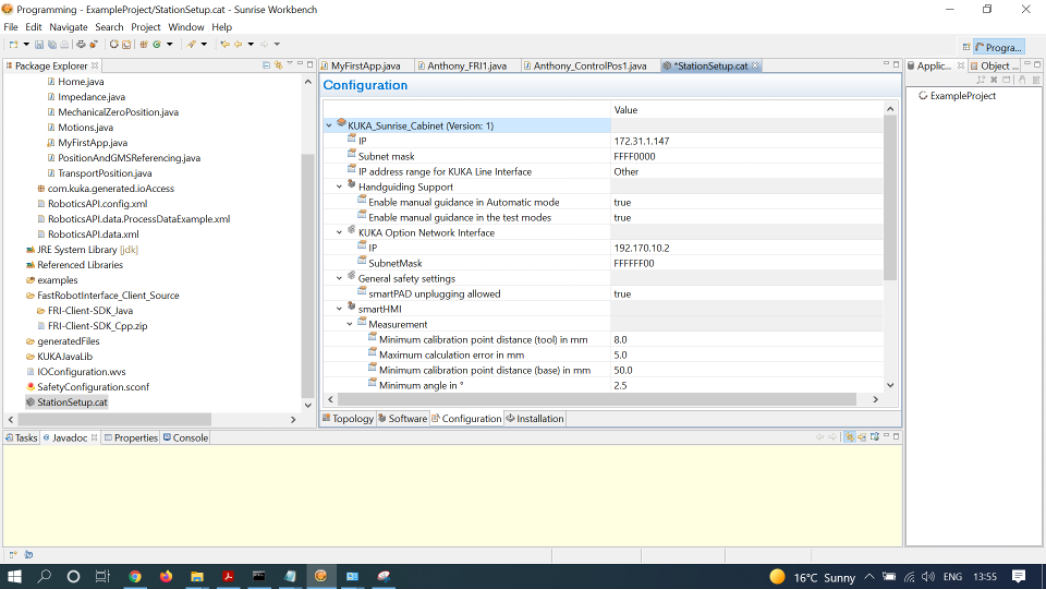 Programming - ExampleProject/StationSetup.cat - Sunrise Workbench
File Edit Navigate Search Project Window Help
Progra...
Package Explorer
Home.java
Impedance.java
MechanicalZeroPosition.java
Motions.java
MyFirstApp.java
PositionAndGMSReferencing.java
TransportPosition.java
com.kuka.generated.ioAccess
RoboticsAPI.config.xml
RoboticsAPI.data.ProcessDataExample.xml
RoboticsAPI.data.xml
JRE System Library [jdk]
Referenced Libraries
examples
FastRobotInterface_Client_Source
FRI-Client-SDK_Java
FRI-Client-SDK_Cpp.zip
generatedFiles
KUKAJavaLib
IOConfiguration.wvs
SafetyConfiguration.sconf
StationSetup.cat
MyFirstApp.java Anthony_FRI1.java Anthony_ControlPos1.java *StationSetup.cat
Configuration
Value
KUKA_Sunrise_Cabinet (Version: 1)
IP 172.31.1.147
Subnet mask FFFF0000
IP address range for KUKA Line Interface Other
Handguiding Support
Enable manual guidance in Automatic mode true
Enable manual guidance in the test modes true
KUKA Option Network Interface
IP 192.170.10.2
SubnetMask FFFFFF00
General safety settings
smartPAD unplugging allowed true
smartHMI
Measurement
Minimum calibration point distance (tool) in mm 8.0
Maximum calculation error in mm 5.0
Minimum calibration point distance (base) in mm 50.0
Minimum angle in ° 2.5
Topology Software Configuration Installation
Applic... Object ...
ExampleProject
Tasks Javadoc Properties Console
16°C Sunny ENG 13:55